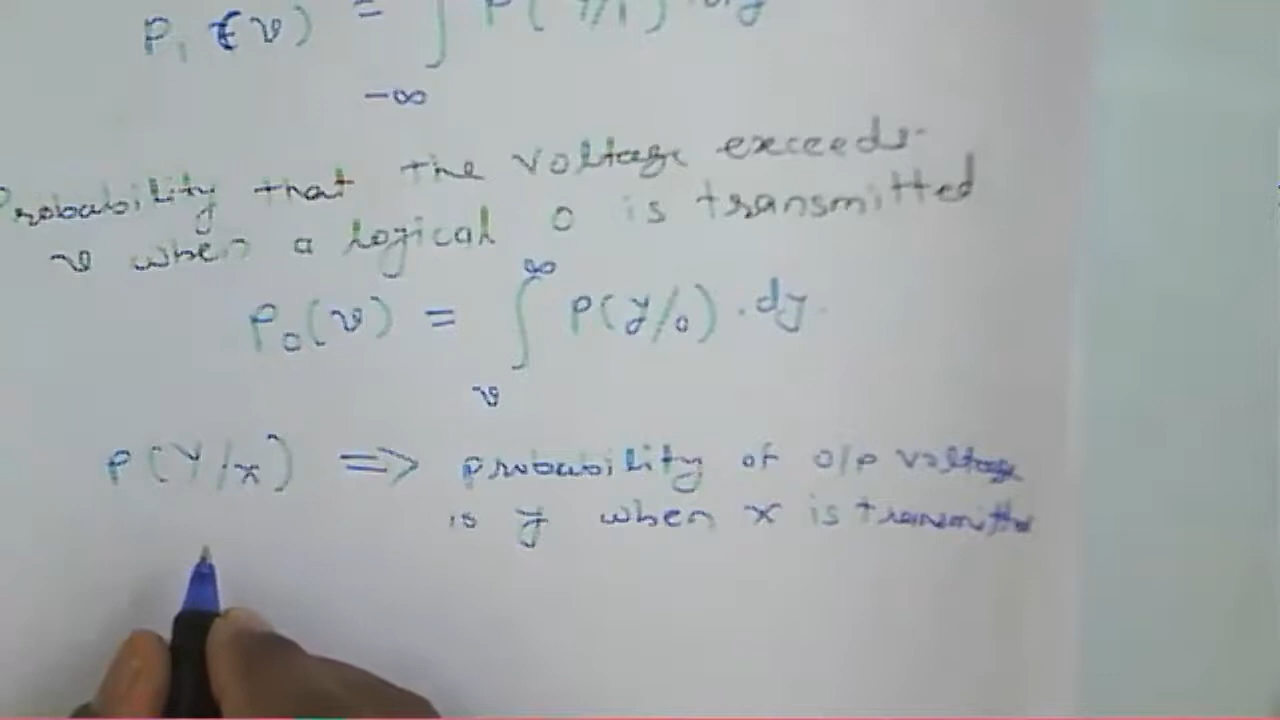 P₁(v) = ∫ P(y/1) dy
-∞
Probability that the voltage exceeds
v when a logical 0 is transmitted
∞
P₀(v) = ∫ P(y/0) . dy
v
P(Y/x) => probability of o/p voltage
is y when x is transmitted